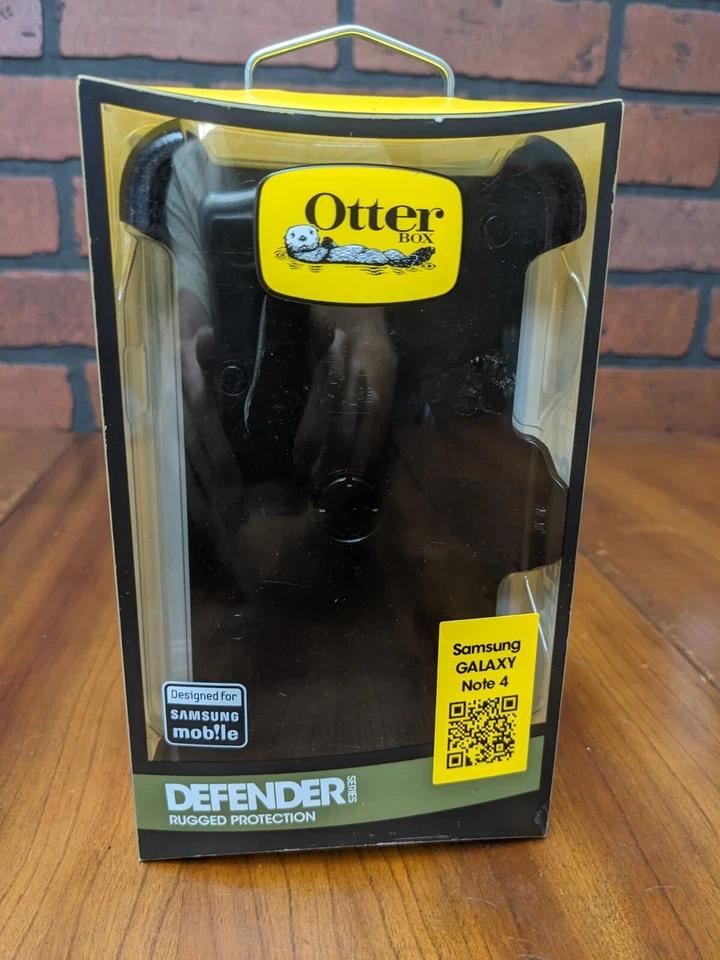 Otter
BOX
Samsung
GALAXY
Note 4
Designed for
SAMSUNG
mob!le
DEFENDER SERIES
RUGGED PROTECTION